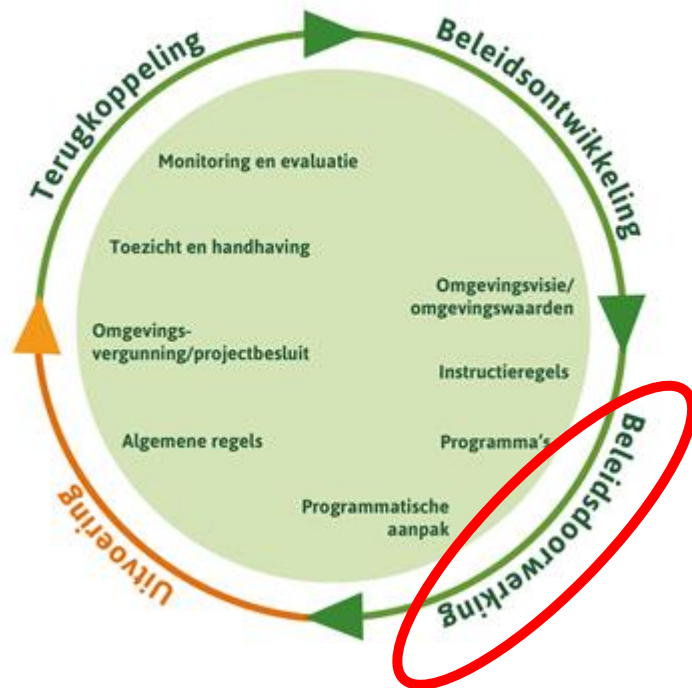 Terugkoppeling
Beleidsontwikkeling
Monitoring en evaluatie
Toezicht en handhaving
Omgevingsvisie/
omgevingswaarden
Omgevings-
vergunning/projectbesluit
Instructieregels
Algemene regels
Programma's
Programmatische
aanpak
Beleidsdoorwerking
Uitvoering